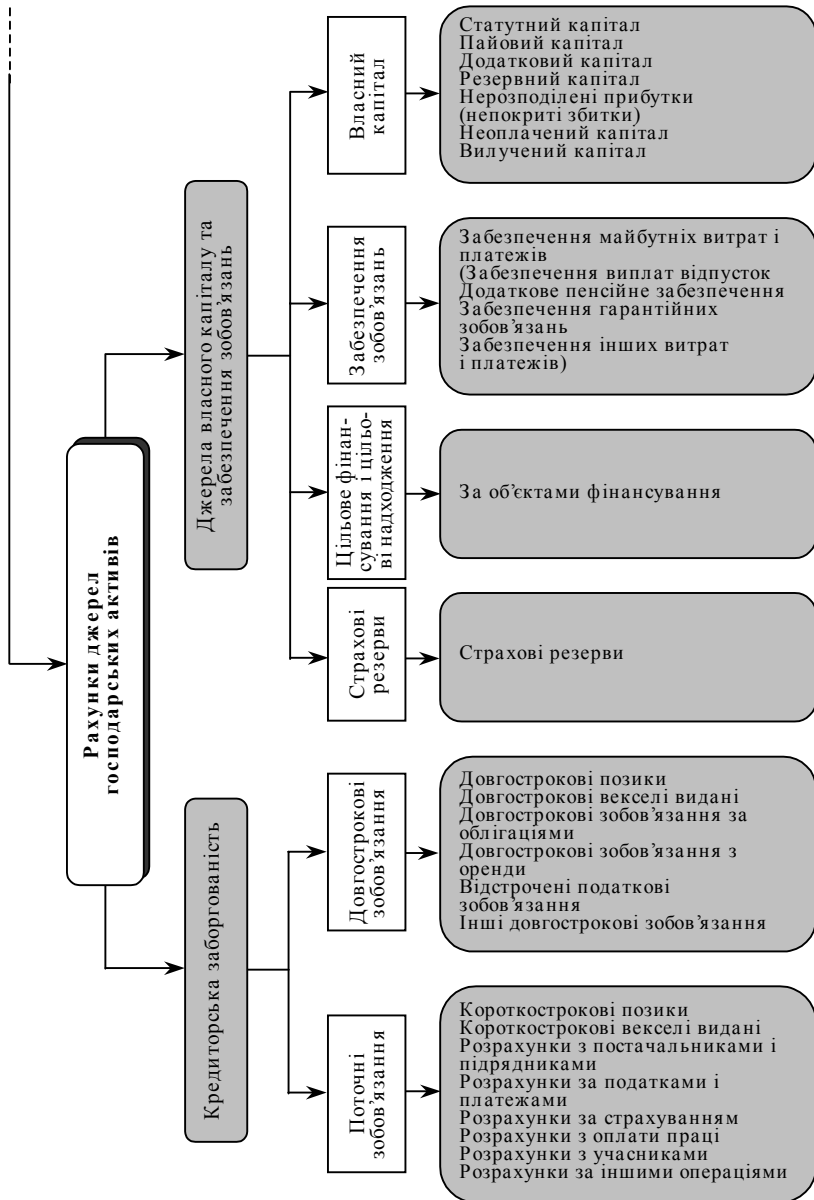 Рахунки джерел
господарських активів
Джерела власного капіталу та
забезпечення зобов’язань
Власний
капітал
Статутний капітал
Пайовий капітал
Додатковий капітал
Резервний капітал
Нерозподілені прибутки
(непокриті збитки)
Неоплачений капітал
Вилучений капітал
Забезпечення
зобов’язань
Забезпечення майбутніх витрат і
платежів
(Забезпечення виплат відпусток
Додаткове пенсійне забезпечення
Забезпечення гарантійних
зобов’язань
Забезпечення інших витрат
і платежів)
Цільове фінан-
сування і цільо-
ві надходження
За об’єктами фінансування
Страхові
резерви
Страхові резерви
Кредиторська заборгованість
Довгострокові
зобов’язання
Довгострокові позики
Довгострокові векселі видані
Довгострокові зобов’язання за
облігаціями
Довгострокові зобов’язання з
оренди
Відстрочені податкові
зобов’язання
Інші довгострокові зобов’язання
Поточні
зобов’язання
Короткострокові позики
Короткострокові векселі видані
Розрахунки з постачальниками і
підрядниками
Розрахунки за податками і
платежами
Розрахунки за страхуванням
Розрахунки з оплати праці
Розрахунки з учасниками
Розрахунки за іншими операціями